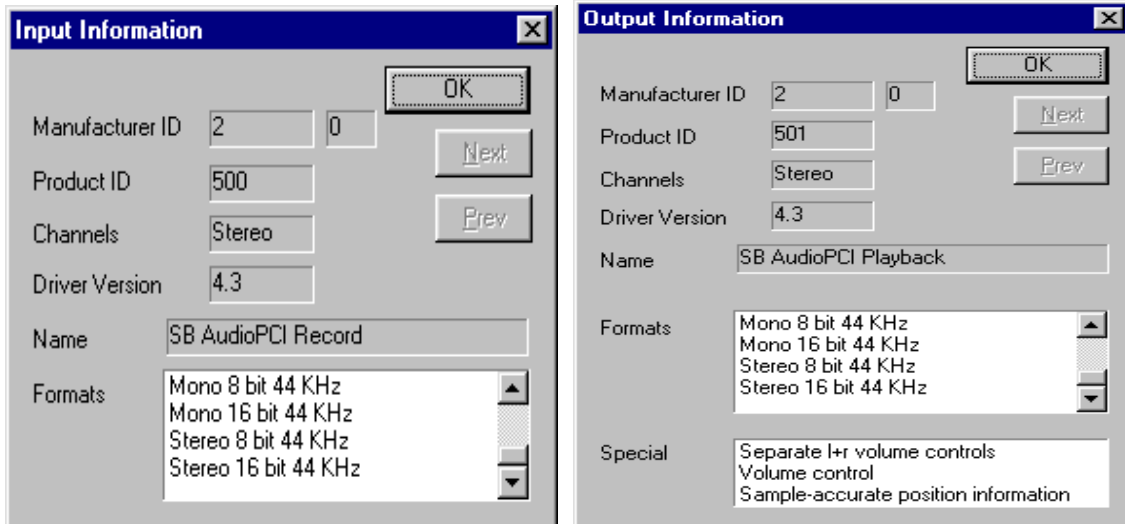 Input Information
OK
Manufacturer ID 2 0
Next
Product ID 500
Prev
Channels Stereo
Driver Version 4.3
Name SB AudioPCI Record
Formats Mono 8 bit 44 KHz
Mono 16 bit 44 KHz
Stereo 8 bit 44 KHz
Stereo 16 bit 44 KHz
Output Information
OK
Manufacturer ID 2 0
Next
Product ID 501
Prev
Channels Stereo
Driver Version 4.3
Name SB AudioPCI Playback
Formats Mono 8 bit 44 KHz
Mono 16 bit 44 KHz
Stereo 8 bit 44 KHz
Stereo 16 bit 44 KHz
Special Separate l+r volume controls
Volume control
Sample-accurate position information